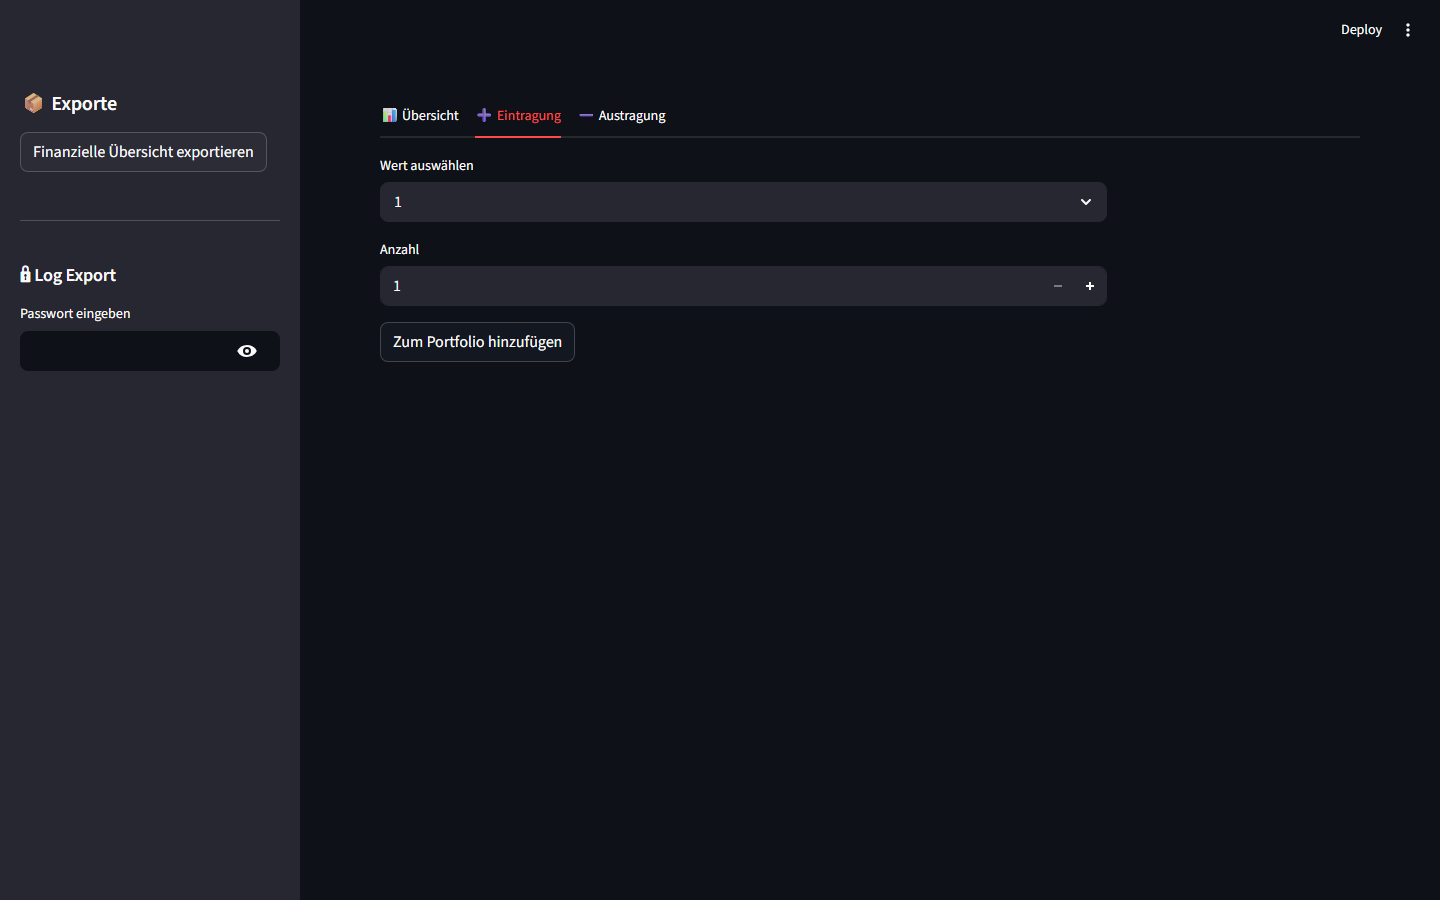 Deploy
Exporte
Finanzielle Übersicht exportieren
Log Export
Passwort eingeben
Übersicht
Eintragung
Austragung
Wert auswählen
1
Anzahl
1
Zum Portfolio hinzufügen